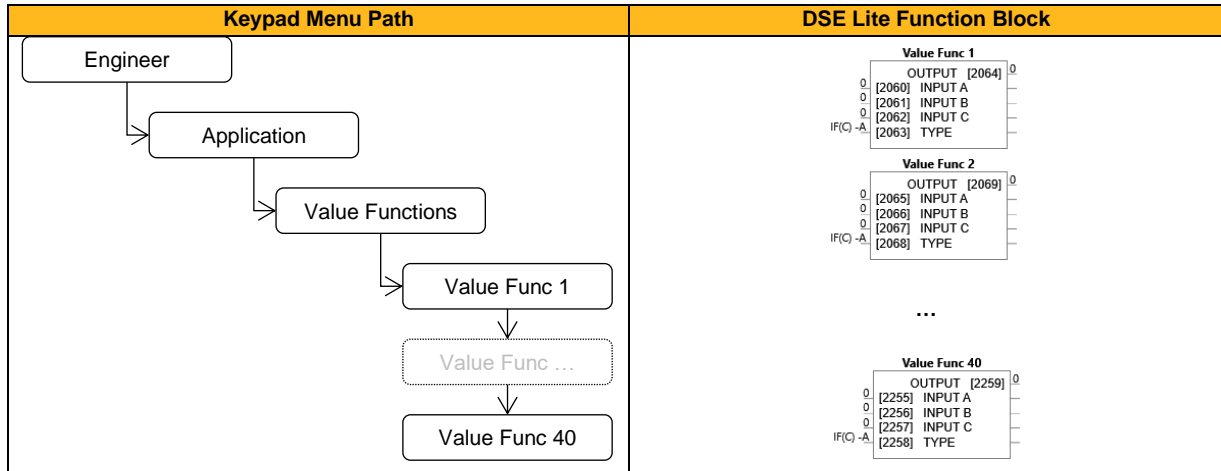 Keypad Menu Path
DSE Lite Function Block
Engineer
Application
Value Functions
Value Func 1
Value Func …
Value Func 40
Value Func 1
OUTPUT [2064] 0
0 [2060] INPUT A
0 [2061] INPUT B
0 [2062] INPUT C
IF(C) -A [2063] TYPE
Value Func 2
OUTPUT [2069] 0
0 [2065] INPUT A
0 [2066] INPUT B
0 [2067] INPUT C
IF(C) -A [2068] TYPE
…
Value Func 40
OUTPUT [2259] 0
0 [2255] INPUT A
0 [2256] INPUT B
0 [2257] INPUT C
IF(C) -A [2258] TYPE